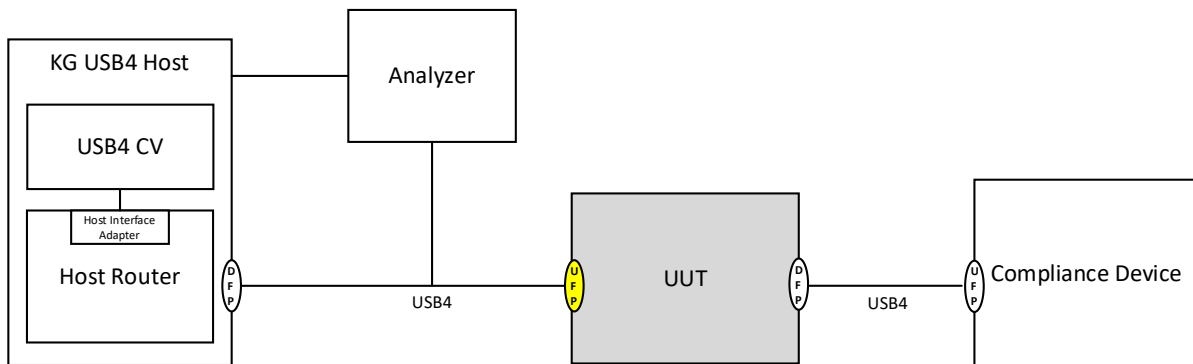 KG USB4 Host
Analyzer
USB4 CV
Host Interface
Adapter
Host Router
DFP
USB4
UFP
UUT
DFP
USB4
UFP
Compliance Device